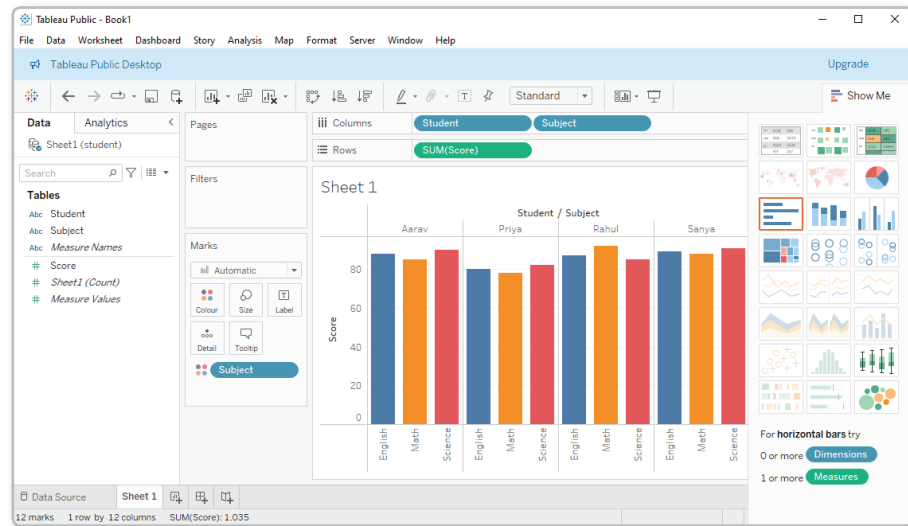 Tableau Public - Book1
File Data Worksheet Dashboard Story Analysis Map Format Server Window Help
Tableau Public Desktop
Upgrade
Standard
Show Me
Data Analytics
Sheet1 (student)
Search
Tables
Abc Student
Abc Subject
Abc Measure Names
# Score
# Sheet1 (Count)
# Measure Values
Pages
Filters
Marks
Automatic
Colour Size Label
Detail Tooltip
Subject
Columns Student Subject
Rows SUM(Score)
Sheet 1
Student / Subject
Aarav Priya Rahul Sanya
Score
80
60
40
20
0
English Math Science English Math Science English Math Science English Math Science
For horizontal bars try
0 or more Dimensions
1 or more Measures
Data Source Sheet 1
12 marks 1 row by 12 columns SUM(Score): 1.035